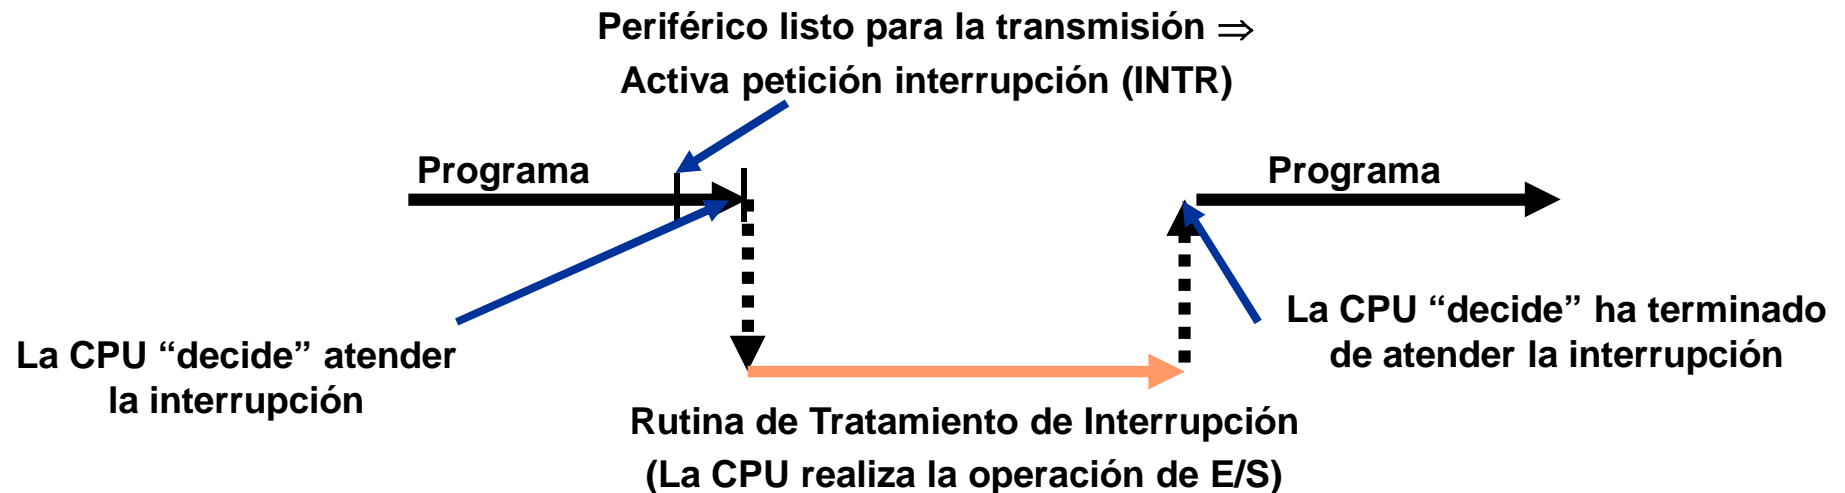 Periférico listo para la transmisión ⇒
Activa petición interrupción (INTR)
Programa
Programa
La CPU “decide” atender
la interrupción
La CPU “decide” ha terminado
de atender la interrupción
Rutina de Tratamiento de Interrupción
(La CPU realiza la operación de E/S)